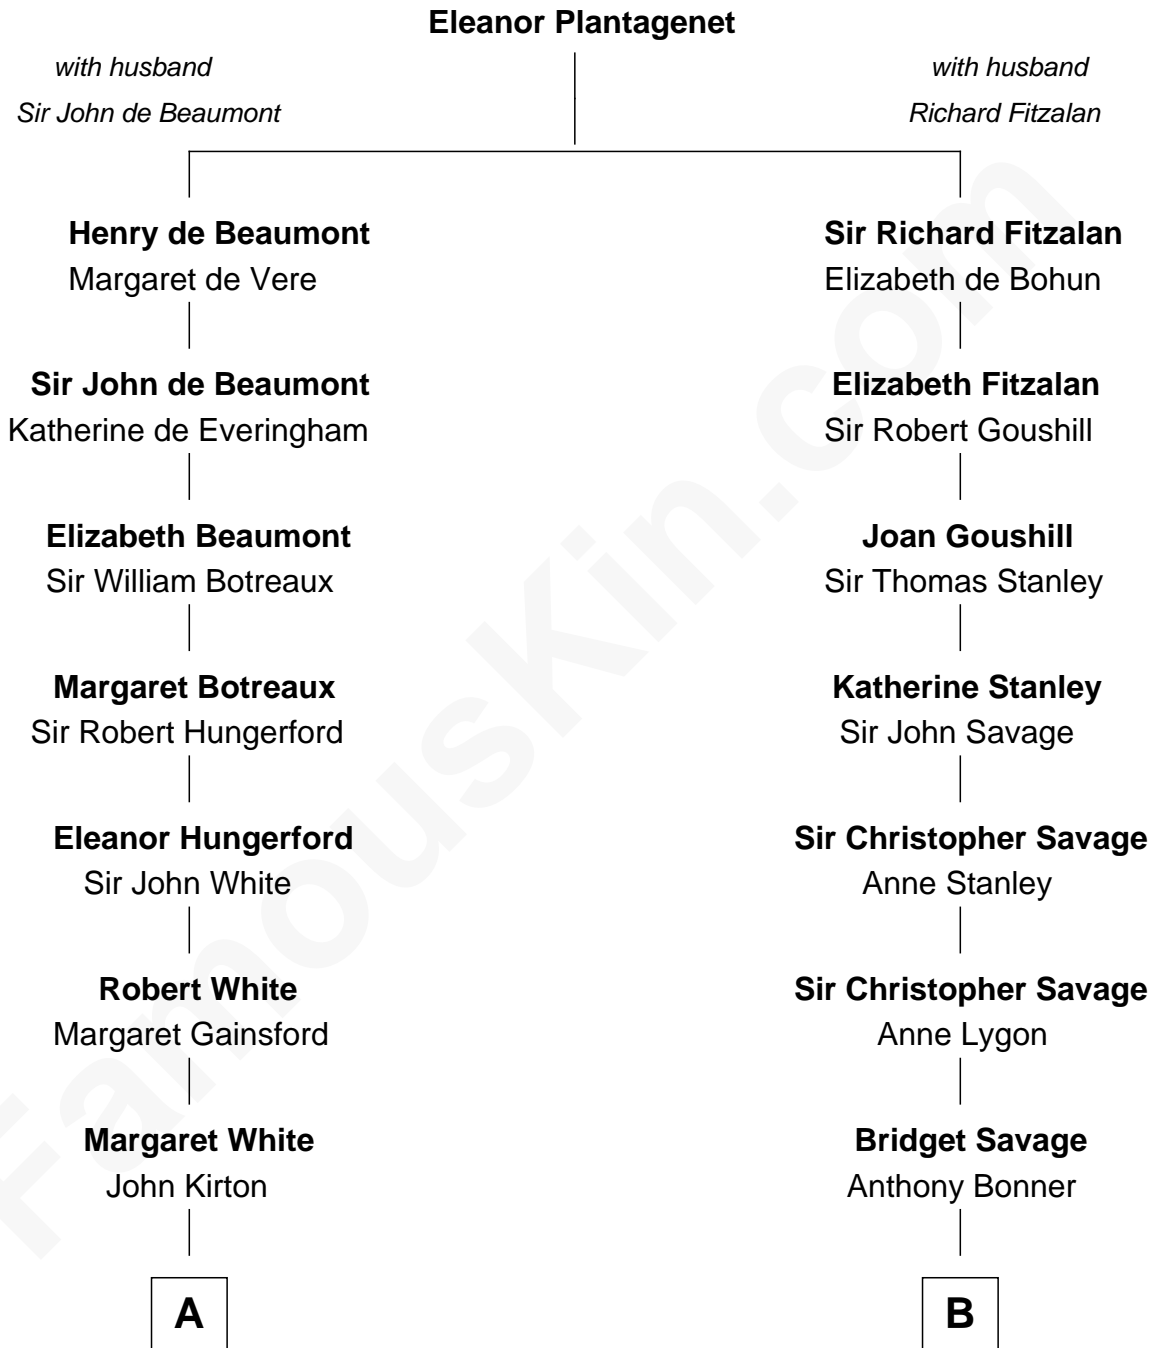 Eleanor Plantagenet
with husband
Sir John de Beaumont
with husband
Richard Fitzalan
Henry de Beaumont
Margaret de Vere
Sir John de Beaumont
Katherine de Everingham
Elizabeth Beaumont
Sir William Botreaux
Margaret Botreaux
Sir Robert Hungerford
Eleanor Hungerford
Sir John White
Robert White
Margaret Gainsford
Margaret White
John Kirton
A
Sir Richard Fitzalan
Elizabeth de Bohun
Elizabeth Fitzalan
Sir Robert Goushill
Joan Goushill
Sir Thomas Stanley
Katherine Stanley
Sir John Savage
Sir Christopher Savage
Anne Stanley
Sir Christopher Savage
Anne Lygon
Bridget Savage
Anthony Bonner
B
FamousKin.com